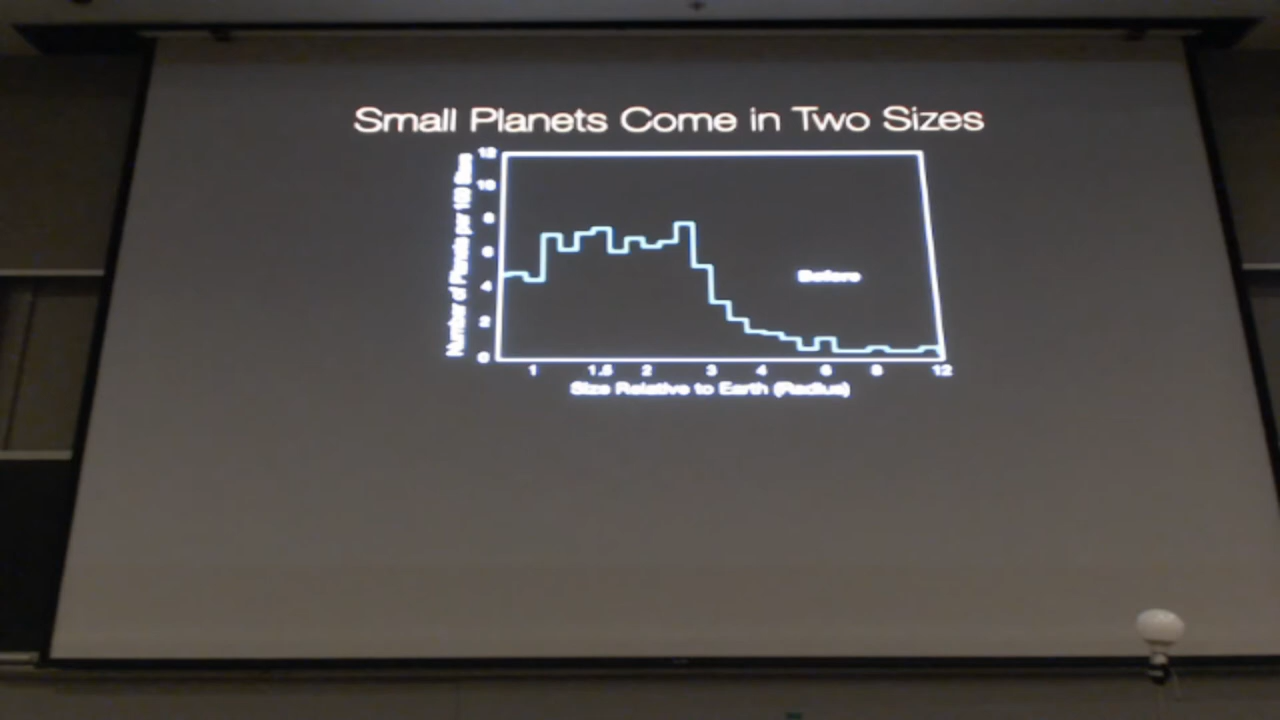 Small Planets Come in Two Sizes
Number of Planets per 100 Stars
12
10
8
6
4
2
0
Before
1 1.5 2 3 4 6 8 12
Size Relative to Earth (Radius)